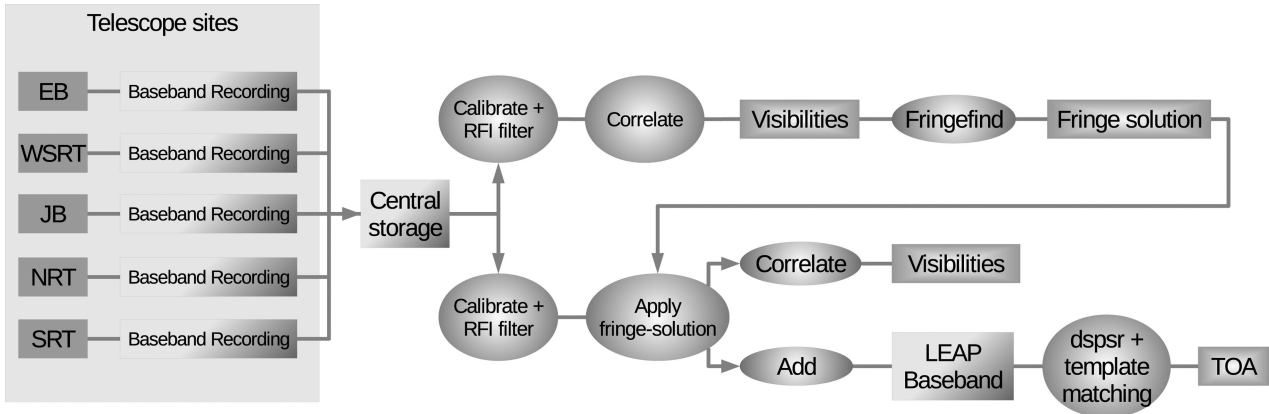 Telescope sites
EB
Baseband Recording
WSRT
Baseband Recording
JB
Baseband Recording
NRT
Baseband Recording
SRT
Baseband Recording
Central
storage
Calibrate +
RFI filter
Correlate
Visibilities
Fringefind
Fringe solution
Calibrate +
RFI filter
Apply
fringe-solution
Correlate
Visibilities
Add
LEAP
Baseband
dspsr +
template
matching
TOA